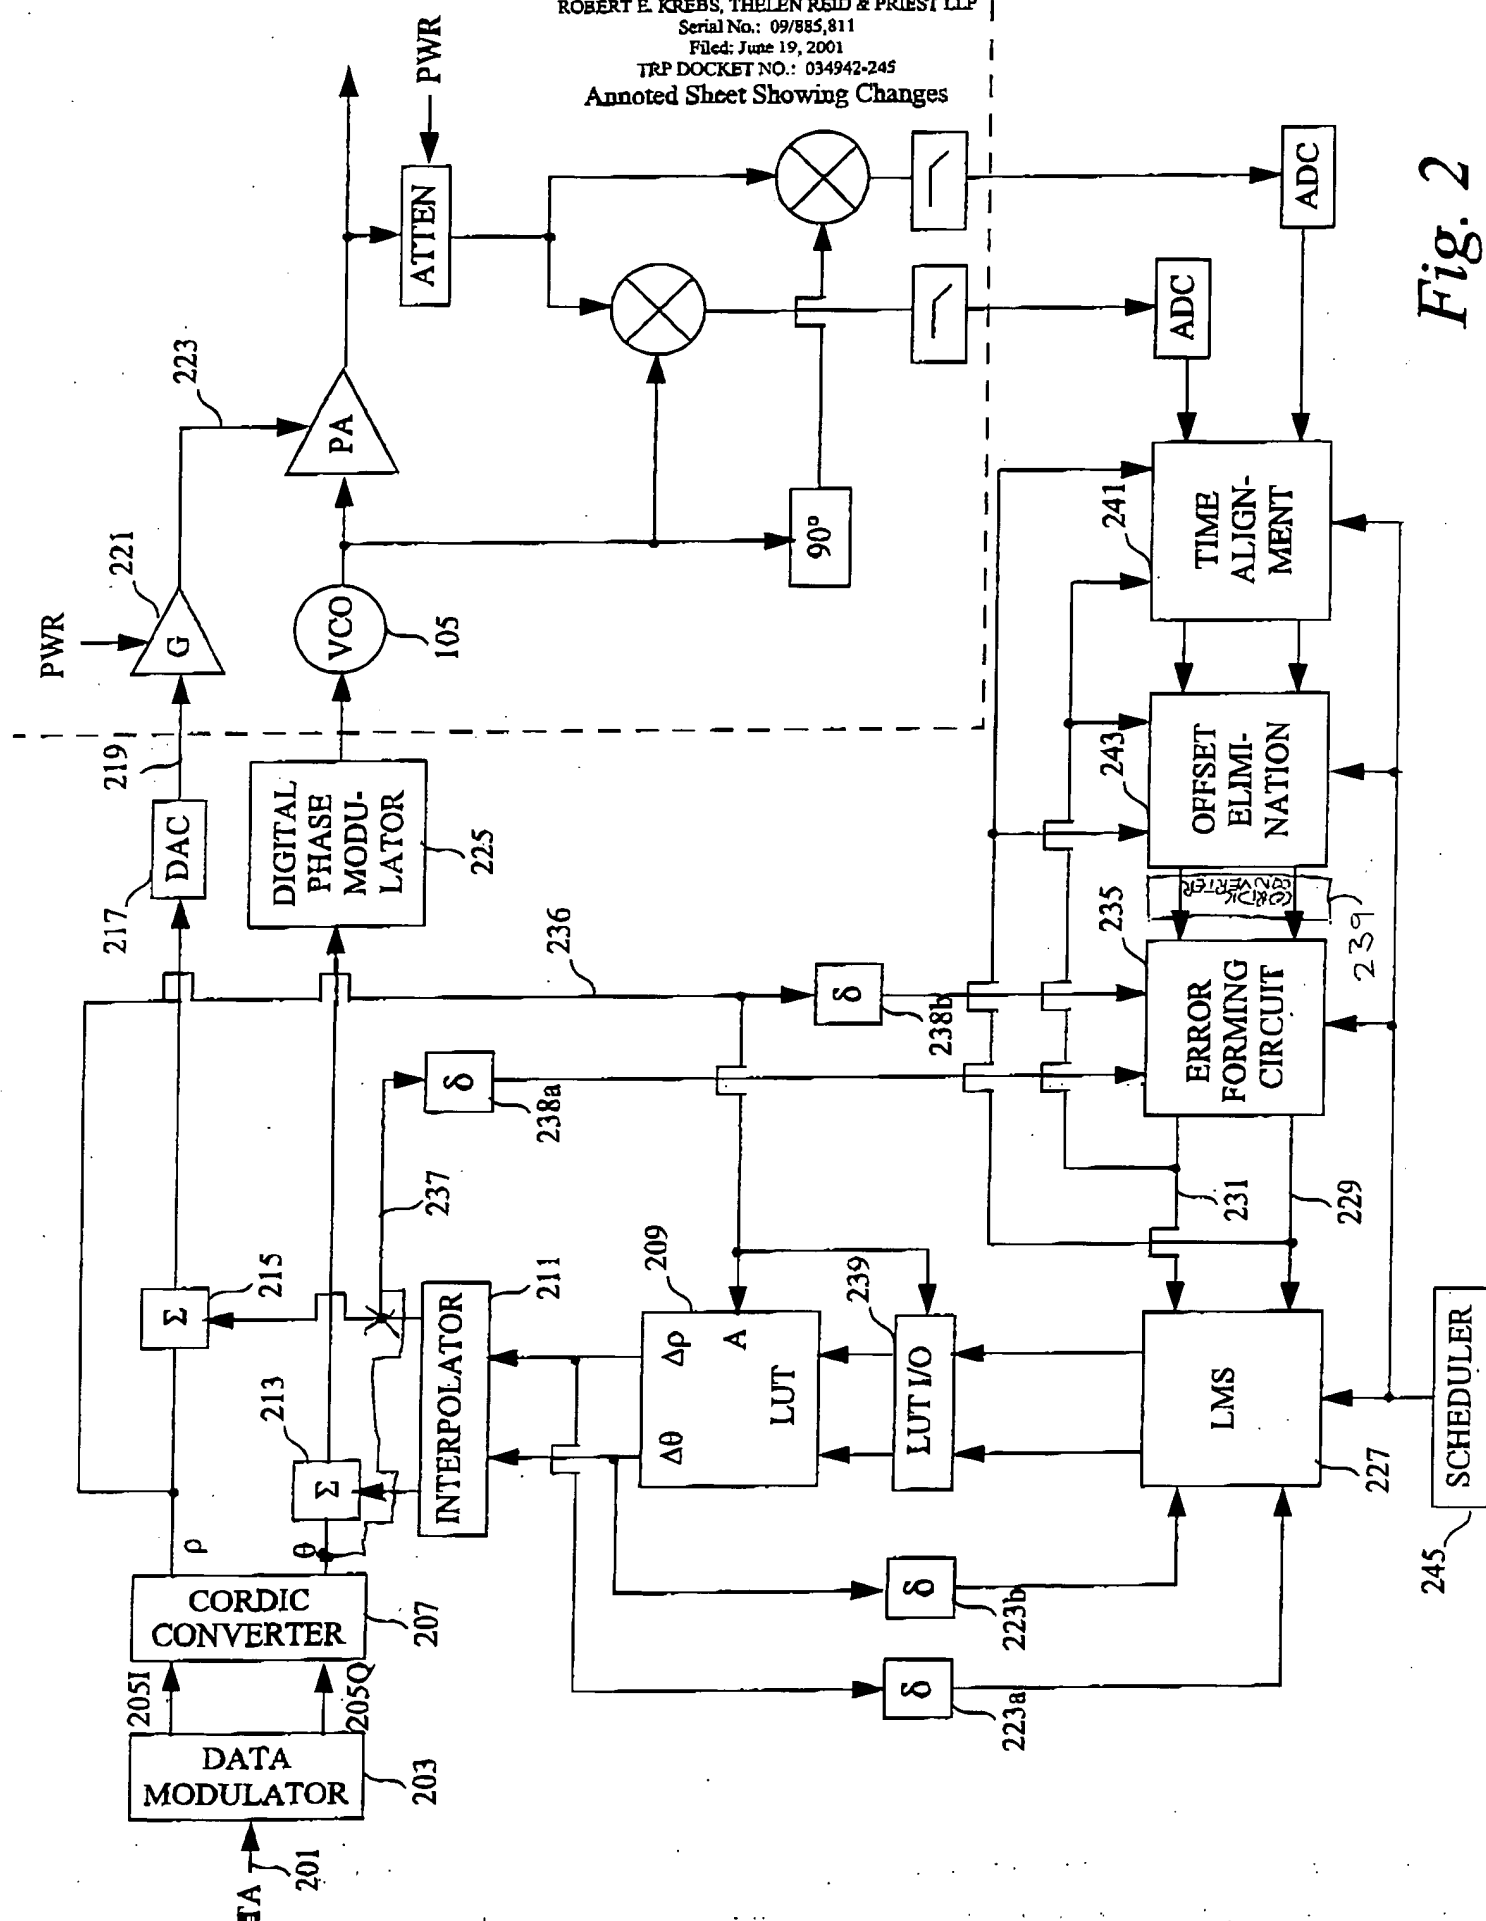 ROBERT E. KREBS, THELEN REID & PRIEST LLP
Serial No.: 09/885,811
Filed: June 19, 2001
TRP DOCKET NO.: 034942-245
Annoted Sheet Showing Changes
TA
201
DATA
MODULATOR
203
205I
205Q
CORDIC
CONVERTER
207
ρ
θ
Σ
213
Σ
215
INTERPOLATOR
211
237
Δθ
Δρ
A
LUT
209
LUT I/O
239
δ
223a
δ
223b
LMS
227
SCHEDULER
245
231
229
δ
238a
δ
238b
236
ERROR
FORMING
CIRCUIT
235
CORDIC
CONVERTER
239
OFFSET
ELIMI-
NATION
243
TIME
ALIGN-
MENT
241
ADC
ADC
217
DAC
219
DIGITAL
PHASE
MODU-
LATOR
225
PWR
G
221
VCO
105
223
PA
90°
ATTEN
PWR
Fig. 2